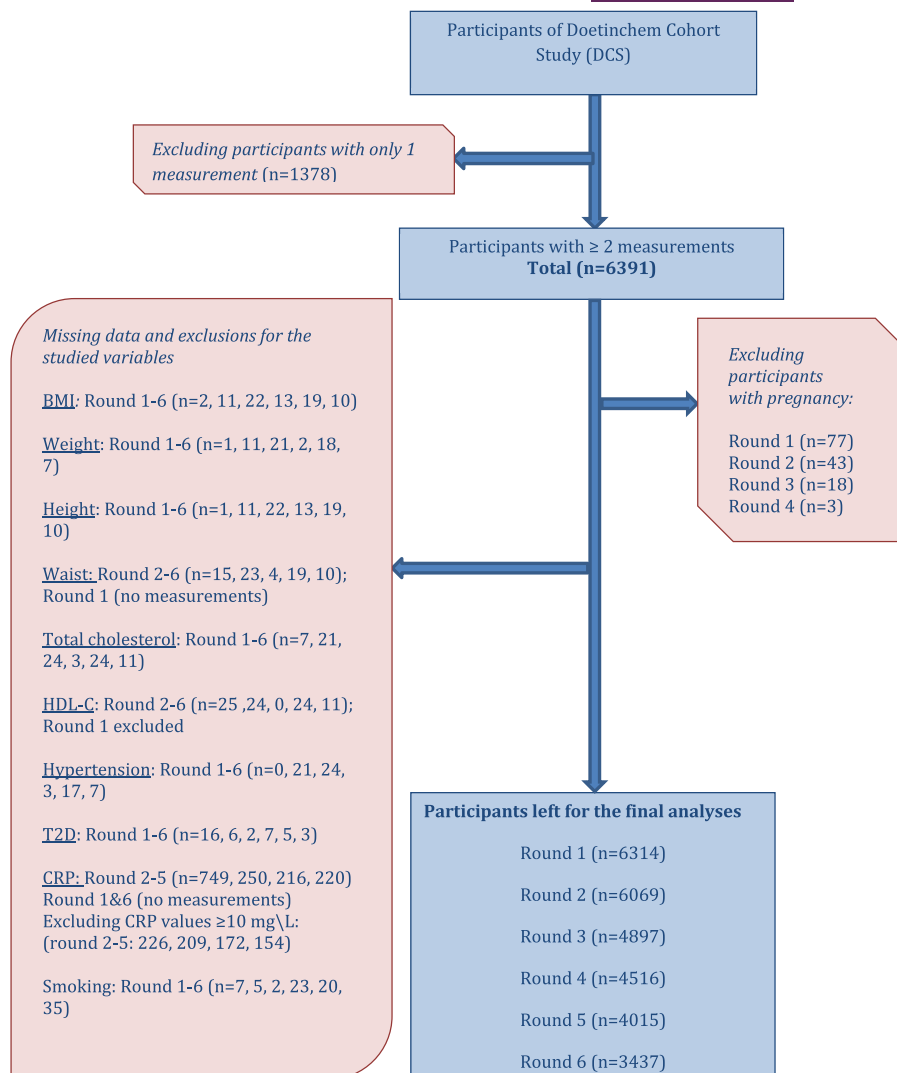 Participants of Doetinchem Cohort
Study (DCS)
Excluding participants with only 1
measurement (n=1378)
Participants with ≥ 2 measurements
Total (n=6391)
Missing data and exclusions for the
studied variables
BMI: Round 1-6 (n=2, 11, 22, 13, 19, 10)
Weight: Round 1-6 (n=1, 11, 21, 2, 18,
7)
Height: Round 1-6 (n=1, 11, 22, 13, 19,
10)
Waist: Round 2-6 (n=15, 23, 4, 19, 10);
Round 1 (no measurements)
Total cholesterol: Round 1-6 (n=7, 21,
24, 3, 24, 11)
HDL-C: Round 2-6 (n=25 ,24, 0, 24, 11);
Round 1 excluded
Hypertension: Round 1-6 (n=0, 21, 24,
3, 17, 7)
T2D: Round 1-6 (n=16, 6, 2, 7, 5, 3)
CRP: Round 2-5 (n=749, 250, 216, 220)
Round 1&6 (no measurements)
Excluding CRP values ≥10 mg\L:
(round 2-5: 226, 209, 172, 154)
Smoking: Round 1-6 (n=7, 5, 2, 23, 20,
35)
Excluding
participants
with pregnancy:
Round 1 (n=77)
Round 2 (n=43)
Round 3 (n=18)
Round 4 (n=3)
Participants left for the final analyses
Round 1 (n=6314)
Round 2 (n=6069)
Round 3 (n=4897)
Round 4 (n=4516)
Round 5 (n=4015)
Round 6 (n=3437)